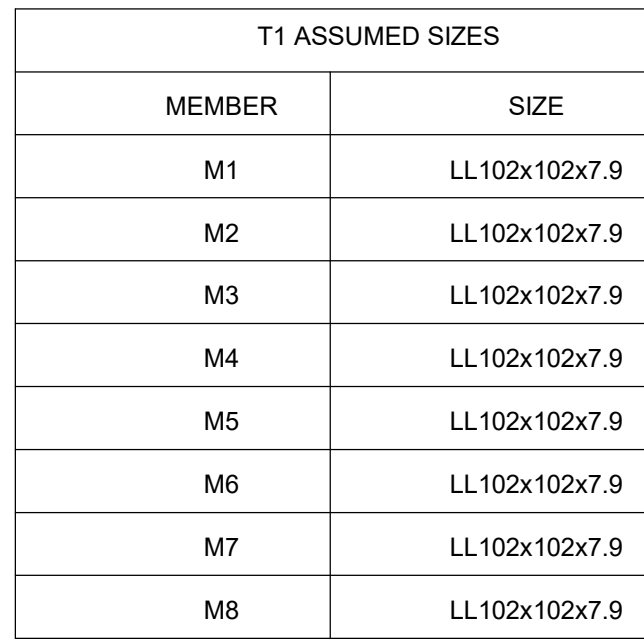 T1 ASSUMED SIZES
MEMBER SIZE
M1 LL102x102x7.9
M2 LL102x102x7.9
M3 LL102x102x7.9
M4 LL102x102x7.9
M5 LL102x102x7.9
M6 LL102x102x7.9
M7 LL102x102x7.9
M8 LL102x102x7.9